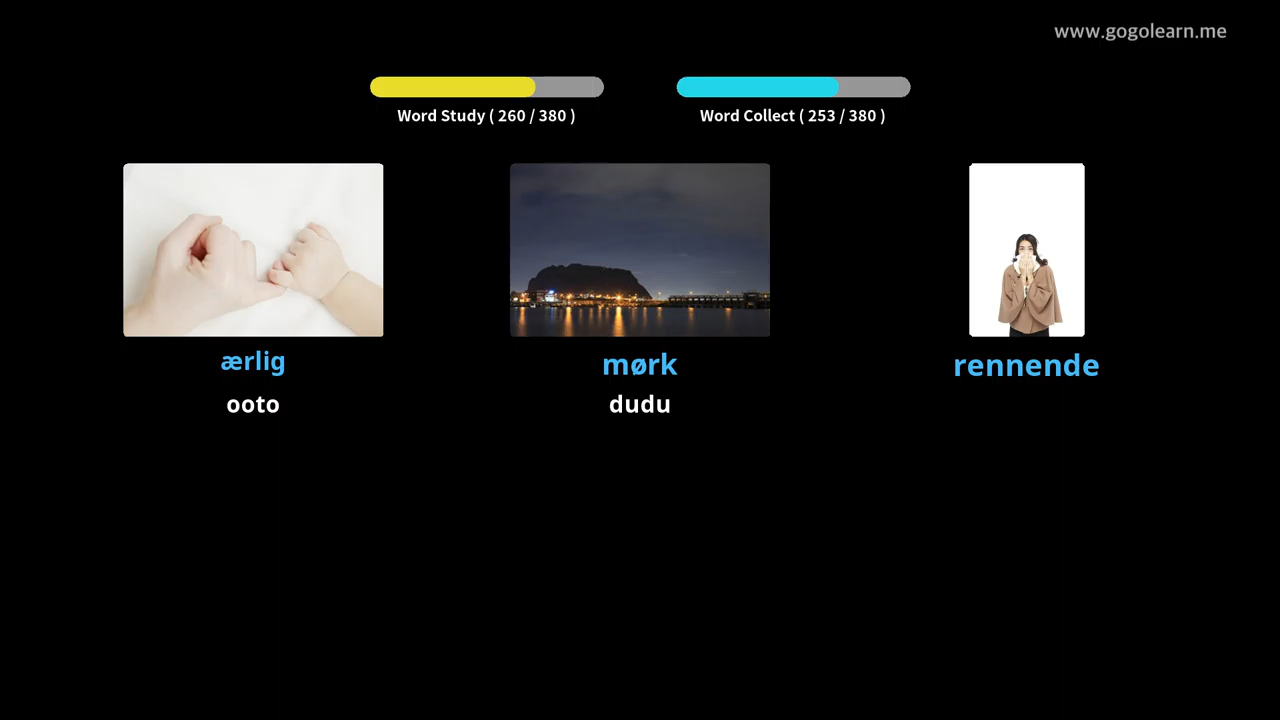 www.gogolearn.me
Word Study ( 260 / 380 )
Word Collect ( 253 / 380 )
ærlig
mørk
rennende
ooto
dudu